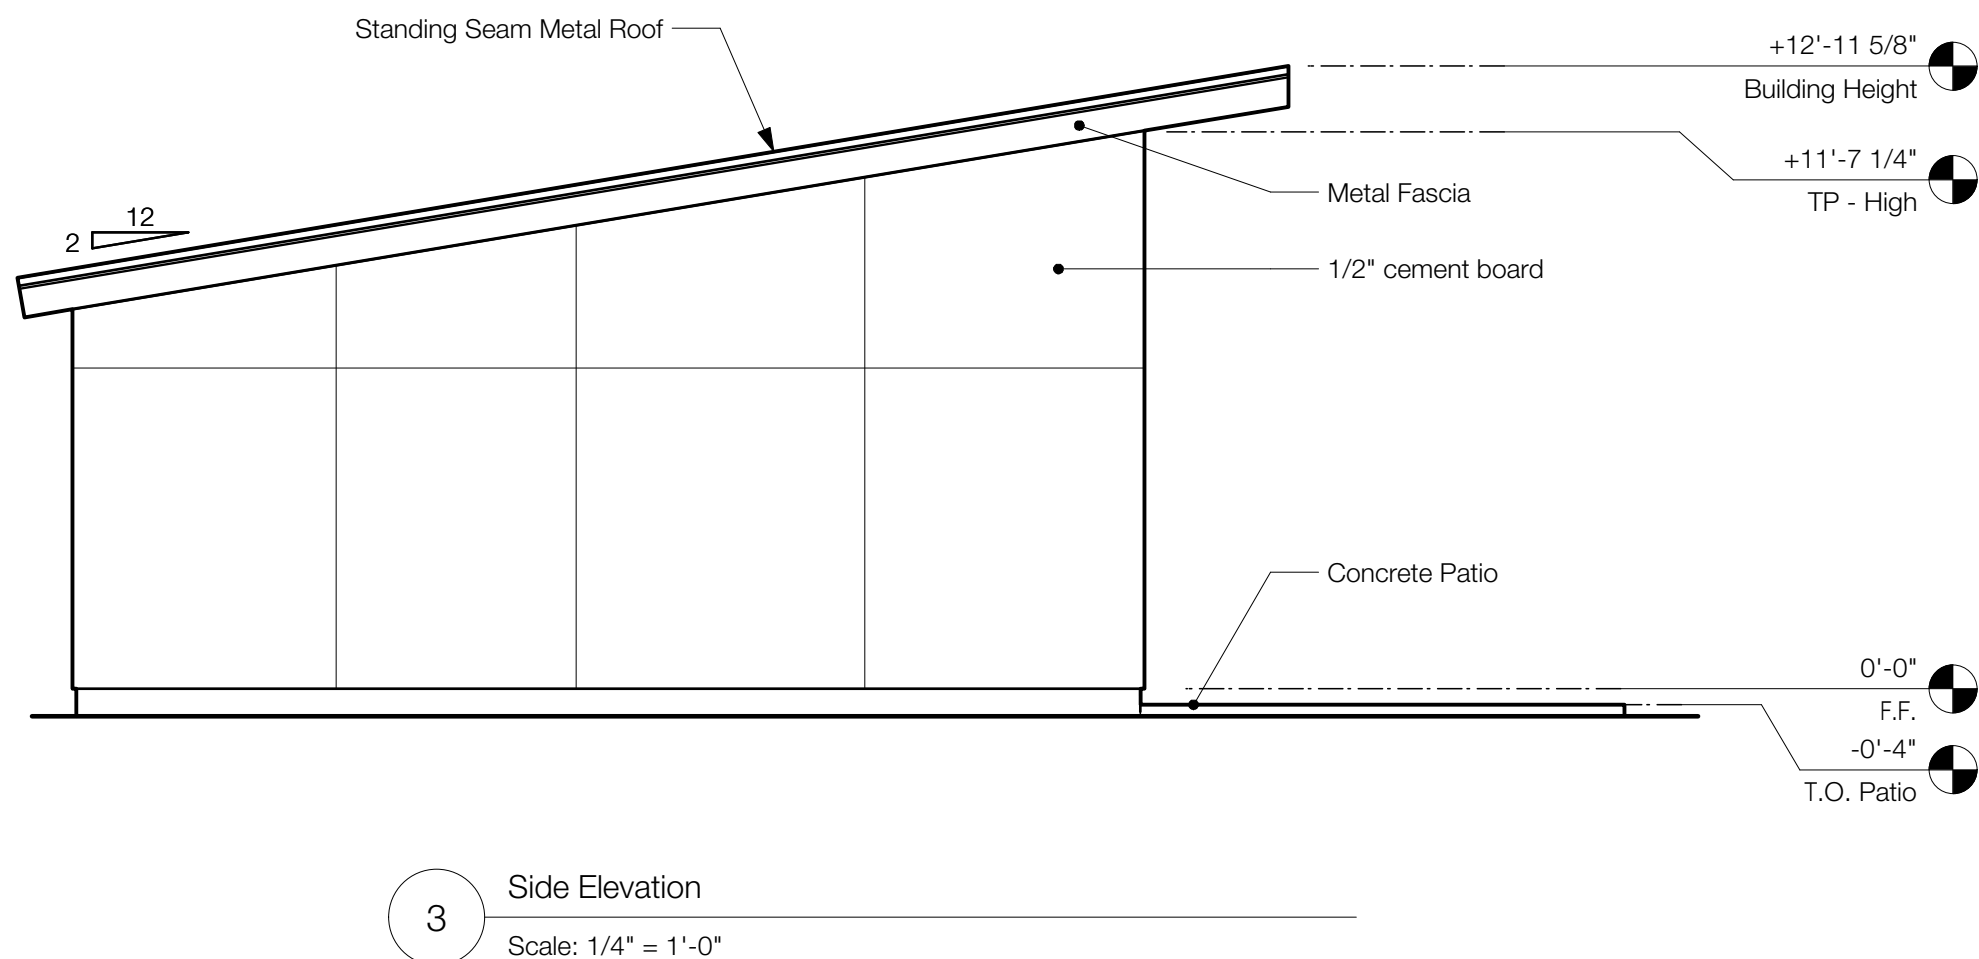 Standing Seam Metal Roof
+12'-11 5/8"
Building Height
+11'-7 1/4"
TP - High
Metal Fascia
12
2
1/2" cement board
Concrete Patio
0'-0"
F.F.
-0'-4"
T.O. Patio
3
Side Elevation
Scale: 1/4" = 1'-0"